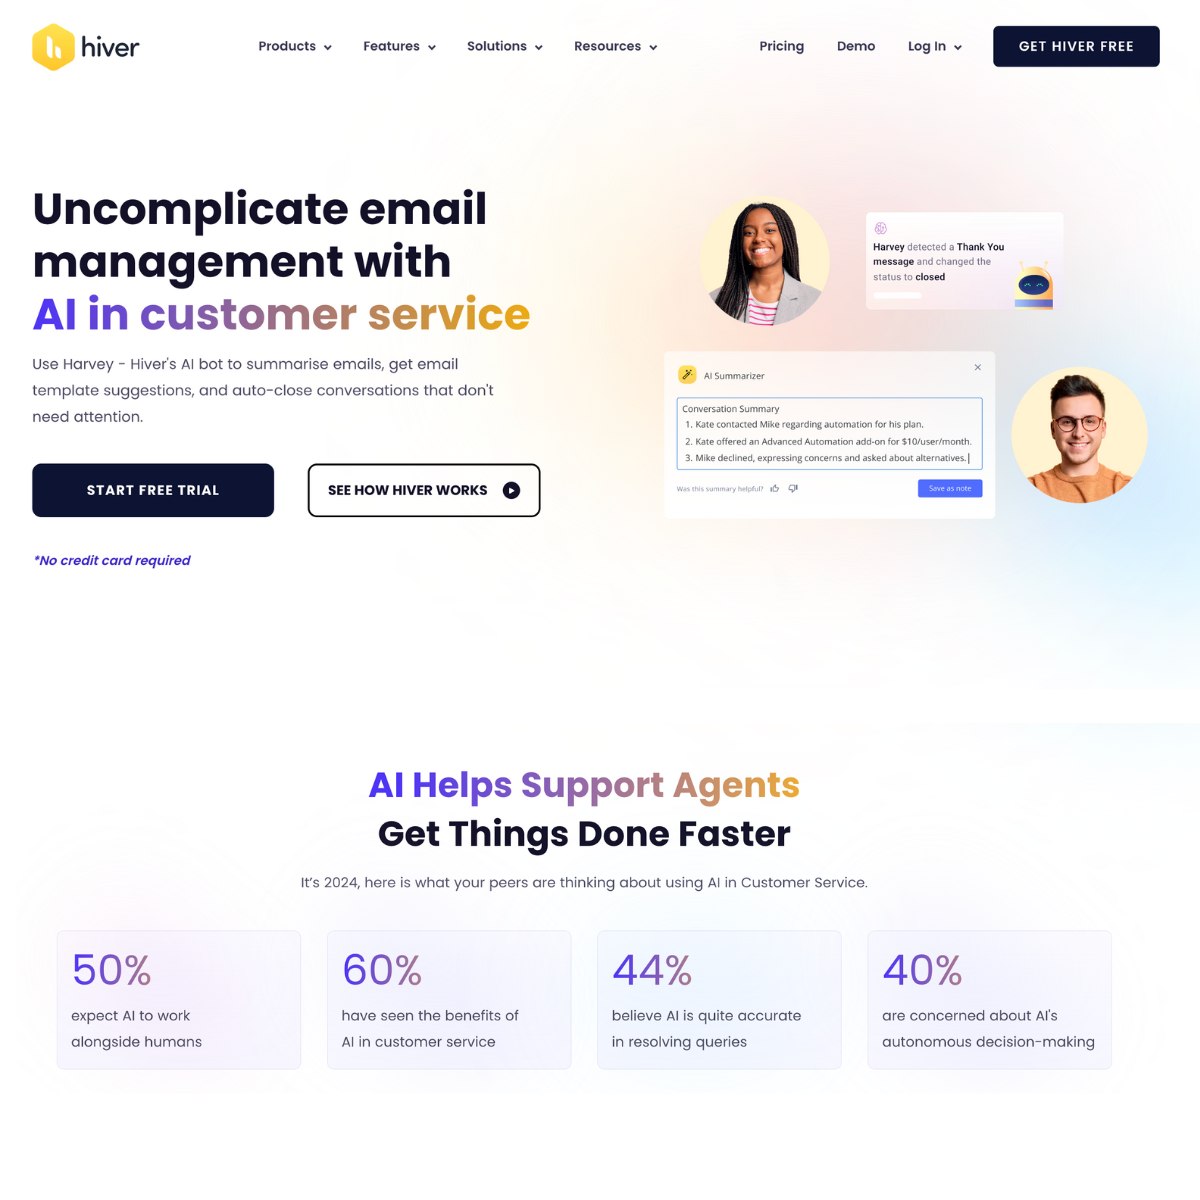 hiver
Products
Features
Solutions
Resources
Pricing
Demo
Log In
GET HIVER FREE
Uncomplicate email
management with
AI in customer service
Use Harvey - Hiver's AI bot to summarise emails, get email
template suggestions, and auto-close conversations that don't
need attention.
START FREE TRIAL
SEE HOW HIVER WORKS
*No credit card required
Harvey detected a Thank You
message and changed the
status to closed
AI Summarizer
Conversation Summary
1. Kate contacted Mike regarding automation for his plan.
2. Kate offered an Advanced Automation add-on for $10/user/month.
3. Mike declined, expressing concerns and asked about alternatives.
Was this summary helpful?
Save as note
AI Helps Support Agents
Get Things Done Faster
It’s 2024, here is what your peers are thinking about using AI in Customer Service.
50%
expect AI to work
alongside humans
60%
have seen the benefits of
AI in customer service
44%
believe AI is quite accurate
in resolving queries
40%
are concerned about AI's
autonomous decision-making